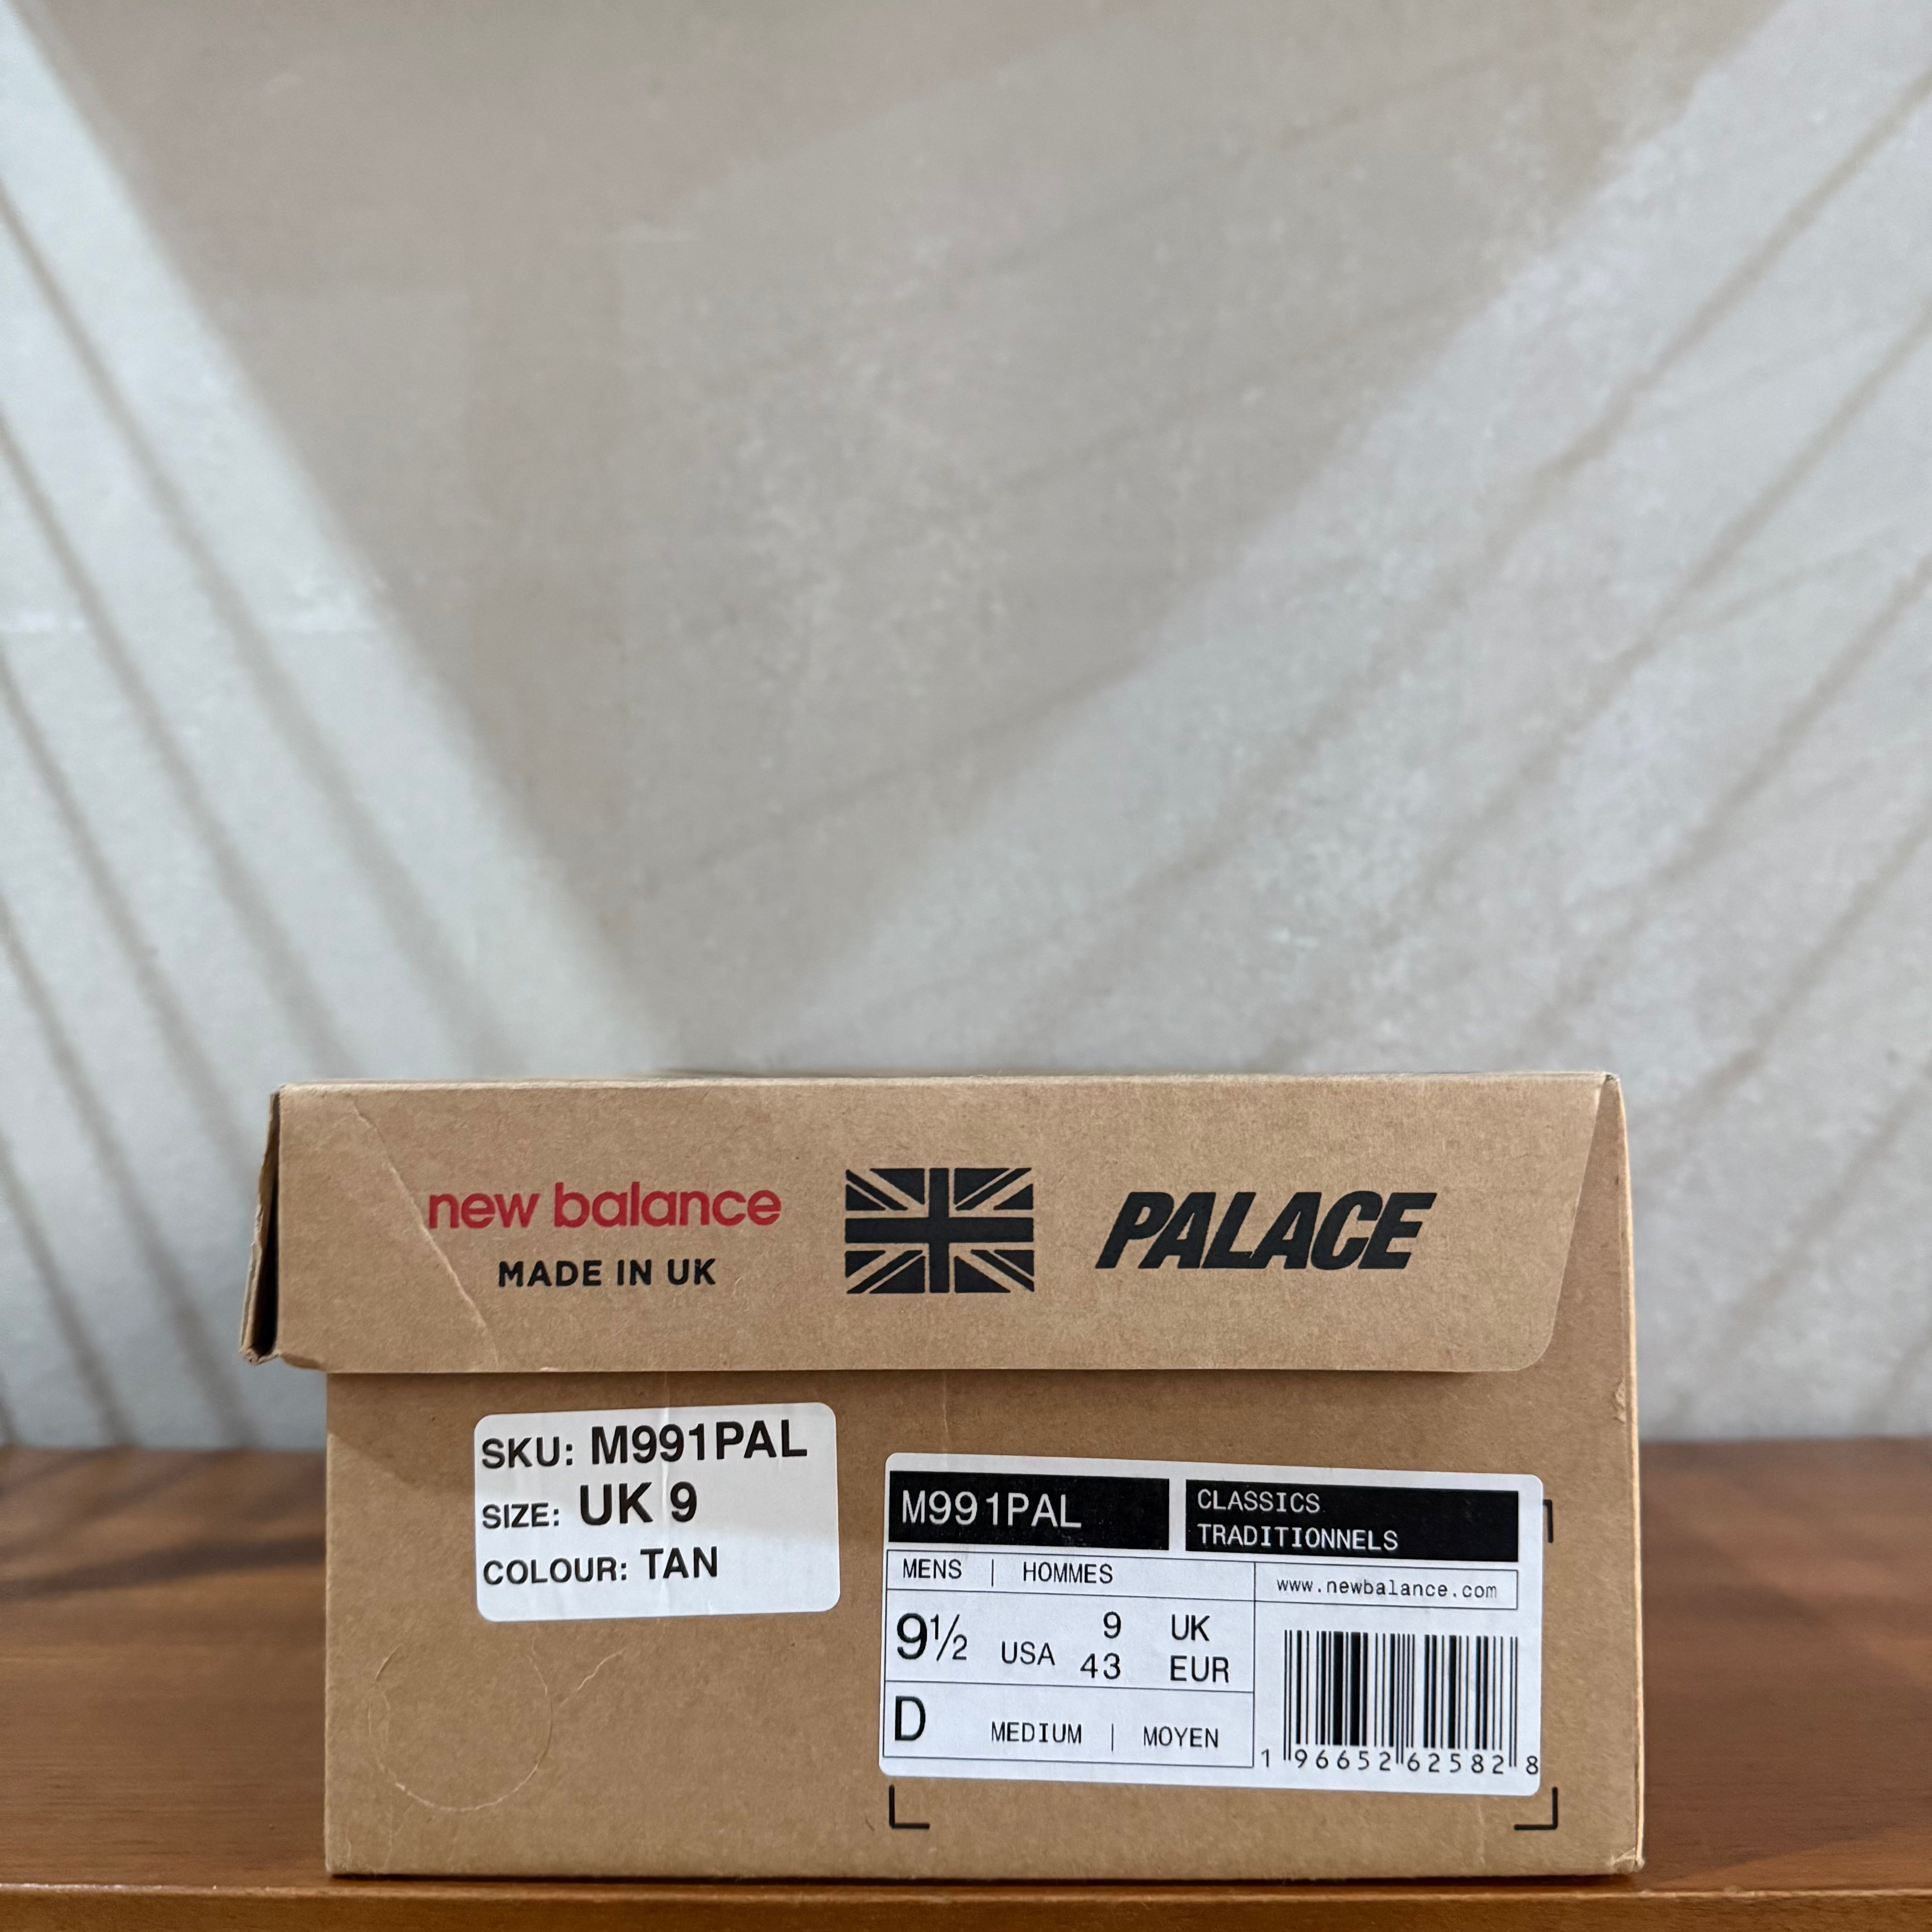 new balance
MADE IN UK
PALACE
SKU: M991PAL
SIZE: UK 9
COLOUR: TAN
M991PAL
CLASSICS
TRADITIONNELS
MENS | HOMMES
www.newbalance.com
9½ USA 9 UK
43 EUR
D MEDIUM | MOYEN
1 96652 62582 8